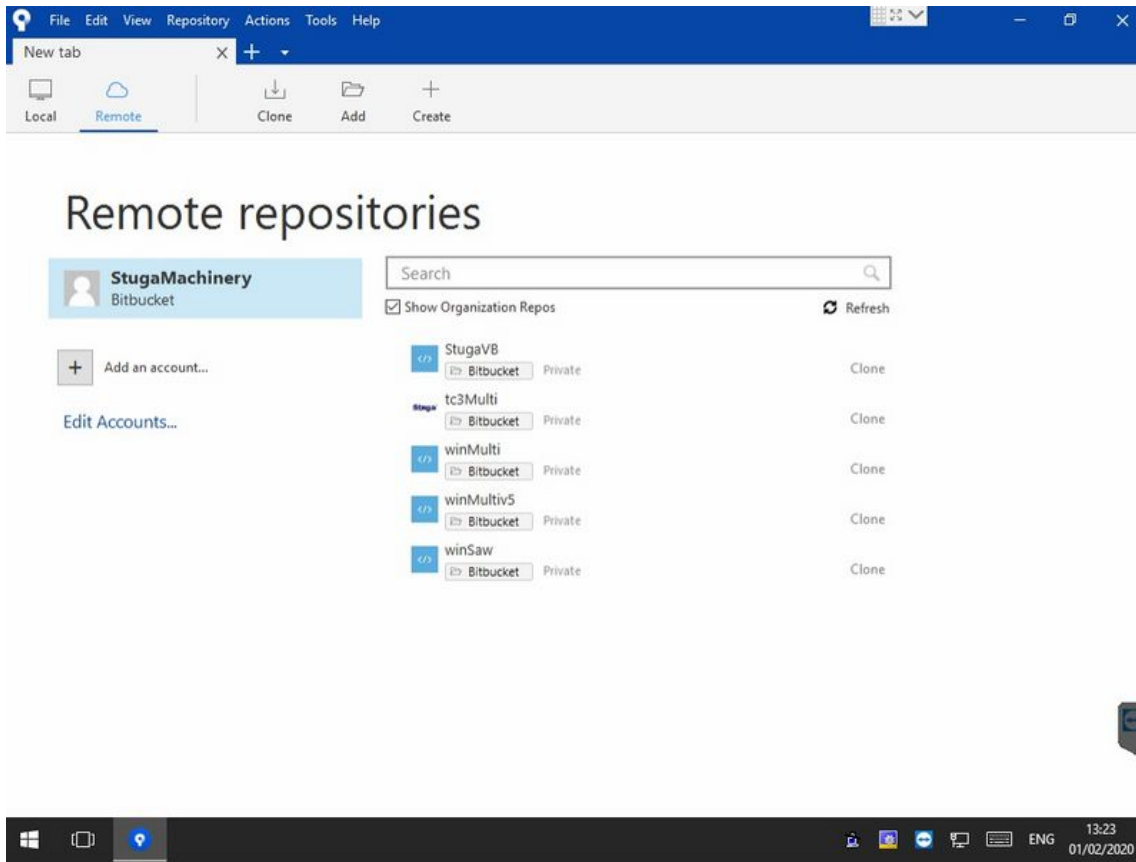 File Edit View Repository Actions Tools Help
New tab
Local Remote Clone Add Create
Remote repositories
StugaMachinery
Bitbucket
Add an account...
Edit Accounts...
Search
Show Organization Repos Refresh
StugaVB
Bitbucket Private Clone
Stuga tc3Multi
Bitbucket Private Clone
winMulti
Bitbucket Private Clone
winMultiv5
Bitbucket Private Clone
winSaw
Bitbucket Private Clone
ENG 13:23
01/02/2020